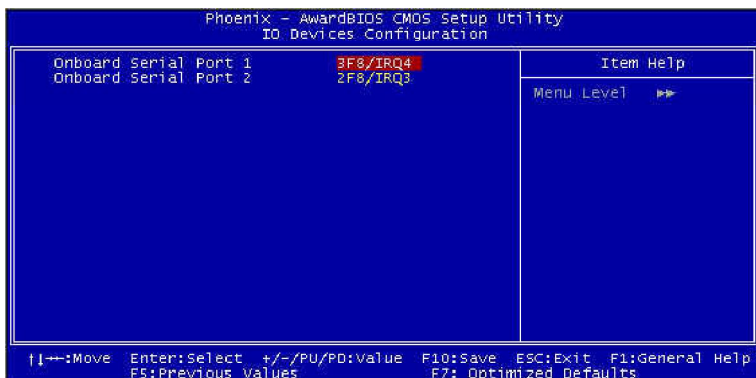 Phoenix - AwardBIOS CMOS Setup Utility
IO Devices Configuration
Onboard Serial Port 1 3F8/IRQ4
Onboard Serial Port 2 2F8/IRQ3
Item Help
Menu Level ▶▶
↑↓→←:Move Enter:Select +/-/PU/PD:Value F10:Save ESC:Exit F1:General Help
F5:Previous Values F7: Optimized Defaults